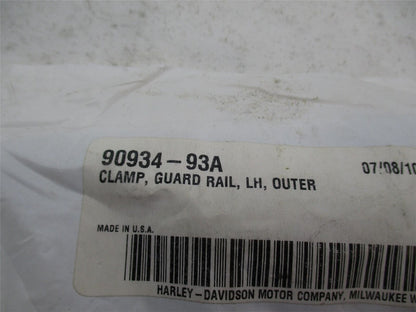 90934-93A 07/08/10
CLAMP, GUARD RAIL, LH, OUTER
MADE IN U.S.A.
HARLEY-DAVIDSON MOTOR COMPANY, MILWAUKEE W